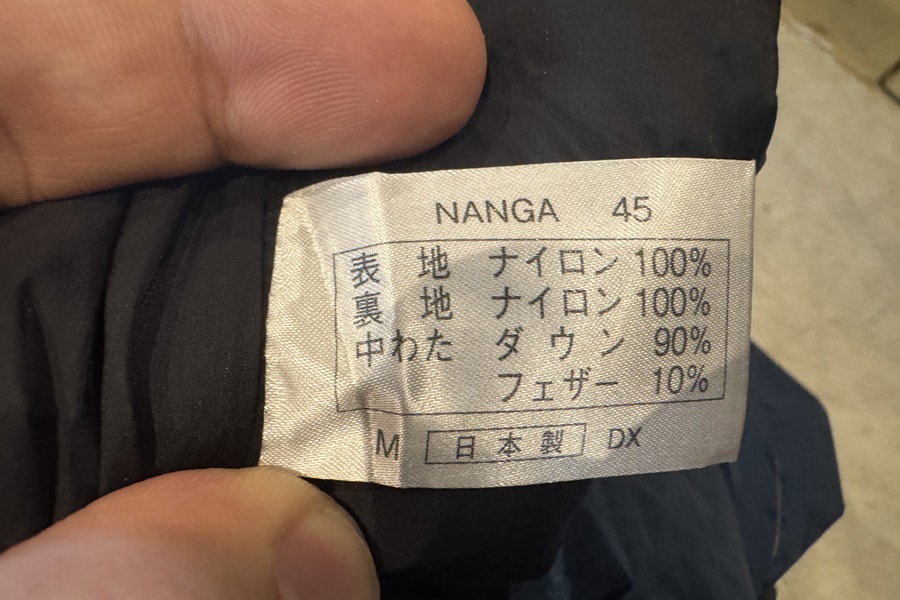 NANGA 45
表地 ナイロン 100%
裏地 ナイロン 100%
中わた ダウン 90%
フェザー 10%
M 日本製 DX